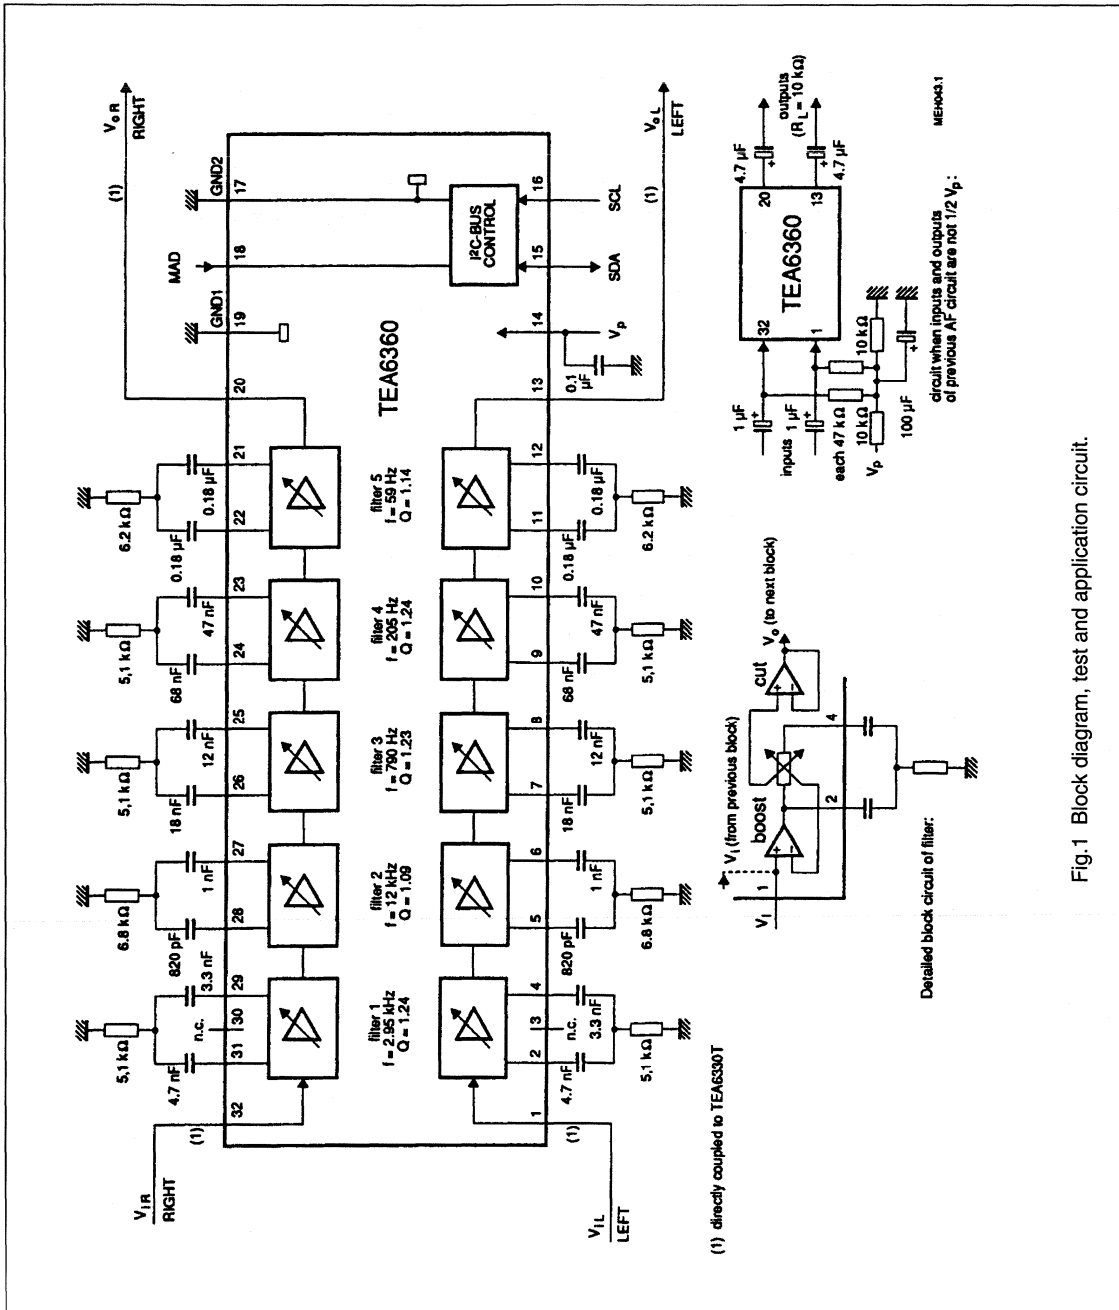 V o R
RIGHT
(1)
GND2
17
MAD
18
GND1
19
20
I²C-BUS
CONTROL
16
SCL
15
SDA
14
V P
0.1
µF
13
V o L
LEFT
(1)
TEA6360
6.2 kΩ
0.18 µF
0.18 µF
21
22
filter 5
f = 59 Hz
Q = 1.14
12
11
0.18 µF
0.18 µF
6.2 kΩ
5,1 kΩ
47 nF
68 nF
23
24
filter 4
f = 205 Hz
Q = 1.24
10
9
47 nF
68 nF
5,1 kΩ
5,1 kΩ
12 nF
18 nF
25
26
filter 3
f = 790 Hz
Q = 1.23
8
7
12 nF
18 nF
5,1 kΩ
6.8 kΩ
1 nF
820 pF
27
28
filter 2
f = 12 kHz
Q = 1.09
6
5
1 nF
820 pF
6.8 kΩ
5,1 kΩ
3.3 nF
n.c.
4.7 nF
29
30
31
filter 1
f = 2.95 kHz
Q = 1.24
4
3
2
n.c.
3.3 nF
4.7 nF
5,1 kΩ
32
(1)
V I R
RIGHT
1
(1)
V I L
LEFT
(1) directly coupled to TEA6330T
V I
1
V i (from previous block)
boost
+
−
cut
+
−
V o (to next block)
2
4
Detailed block circuit of filter:
1 µF
+
inputs
1 µF
+
each 47 kΩ
10 kΩ
V P
10 kΩ
100 µF
+
32
1
TEA6360
20
13
4.7 µF
+
4.7 µF
+
outputs
(R L = 10 kΩ)
circuit when inputs and outputs
of previous AF circuit are not 1/2 V P :
MEH043.1
Fig.1 Block diagram, test and application circuit.